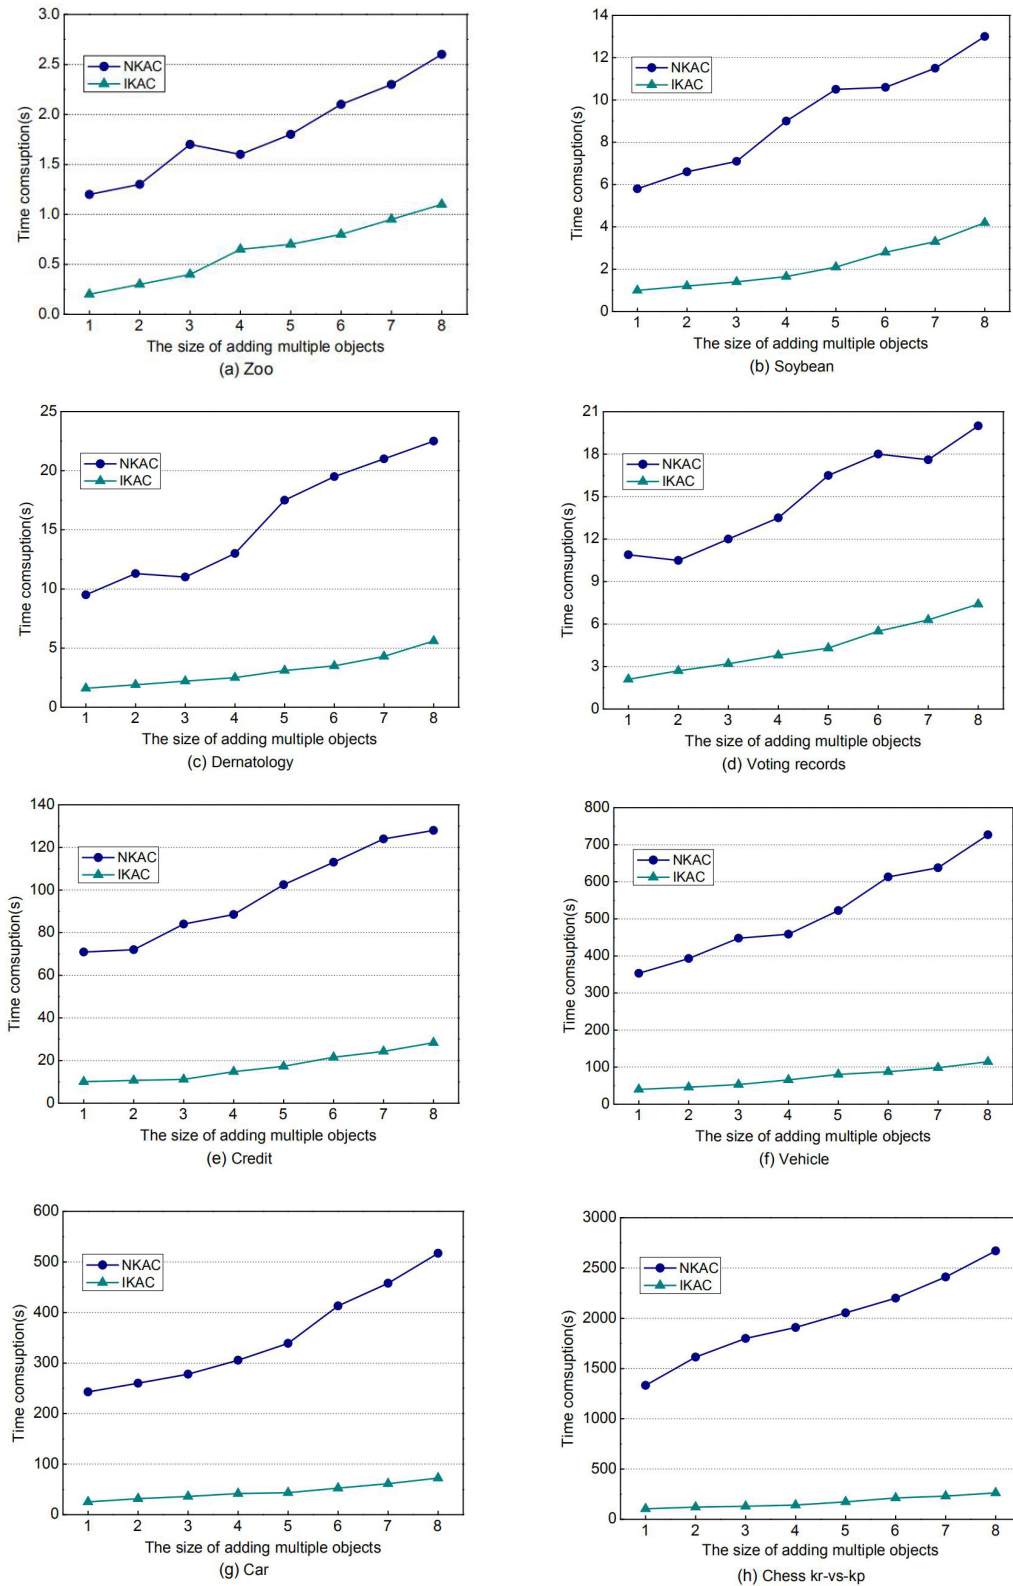 3.0
2.5
2.0
1.5
1.0
0.5
0.0
Time comsuption(s)
NKAC
IKAC
1 2 3 4 5 6 7 8
The size of adding multiple objects
(a) Zoo
14
12
10
8
6
4
2
0
Time comsuption(s)
NKAC
IKAC
1 2 3 4 5 6 7 8
The size of adding multiple objects
(b) Soybean
25
20
15
10
5
0
Time comsuption(s)
NKAC
IKAC
1 2 3 4 5 6 7 8
The size of adding multiple objects
(c) Dernatology
21
18
15
12
9
6
3
0
Time comsuption(s)
NKAC
IKAC
1 2 3 4 5 6 7 8
The size of adding multiple objects
(d) Voting records
140
120
100
80
60
40
20
0
Time comsuption(s)
NKAC
IKAC
1 2 3 4 5 6 7 8
The size of adding multiple objects
(e) Credit
800
700
600
500
400
300
200
100
0
Time comsuption(s)
NKAC
IKAC
1 2 3 4 5 6 7 8
The size of adding multiple objects
(f) Vehicle
600
500
400
300
200
100
0
Time comsuption(s)
NKAC
IKAC
1 2 3 4 5 6 7 8
The size of adding multiple objects
(g) Car
3000
2500
2000
1500
1000
500
0
Time comsuption(s)
NKAC
IKAC
1 2 3 4 5 6 7 8
The size of adding multiple objects
(h) Chess kr-vs-kp